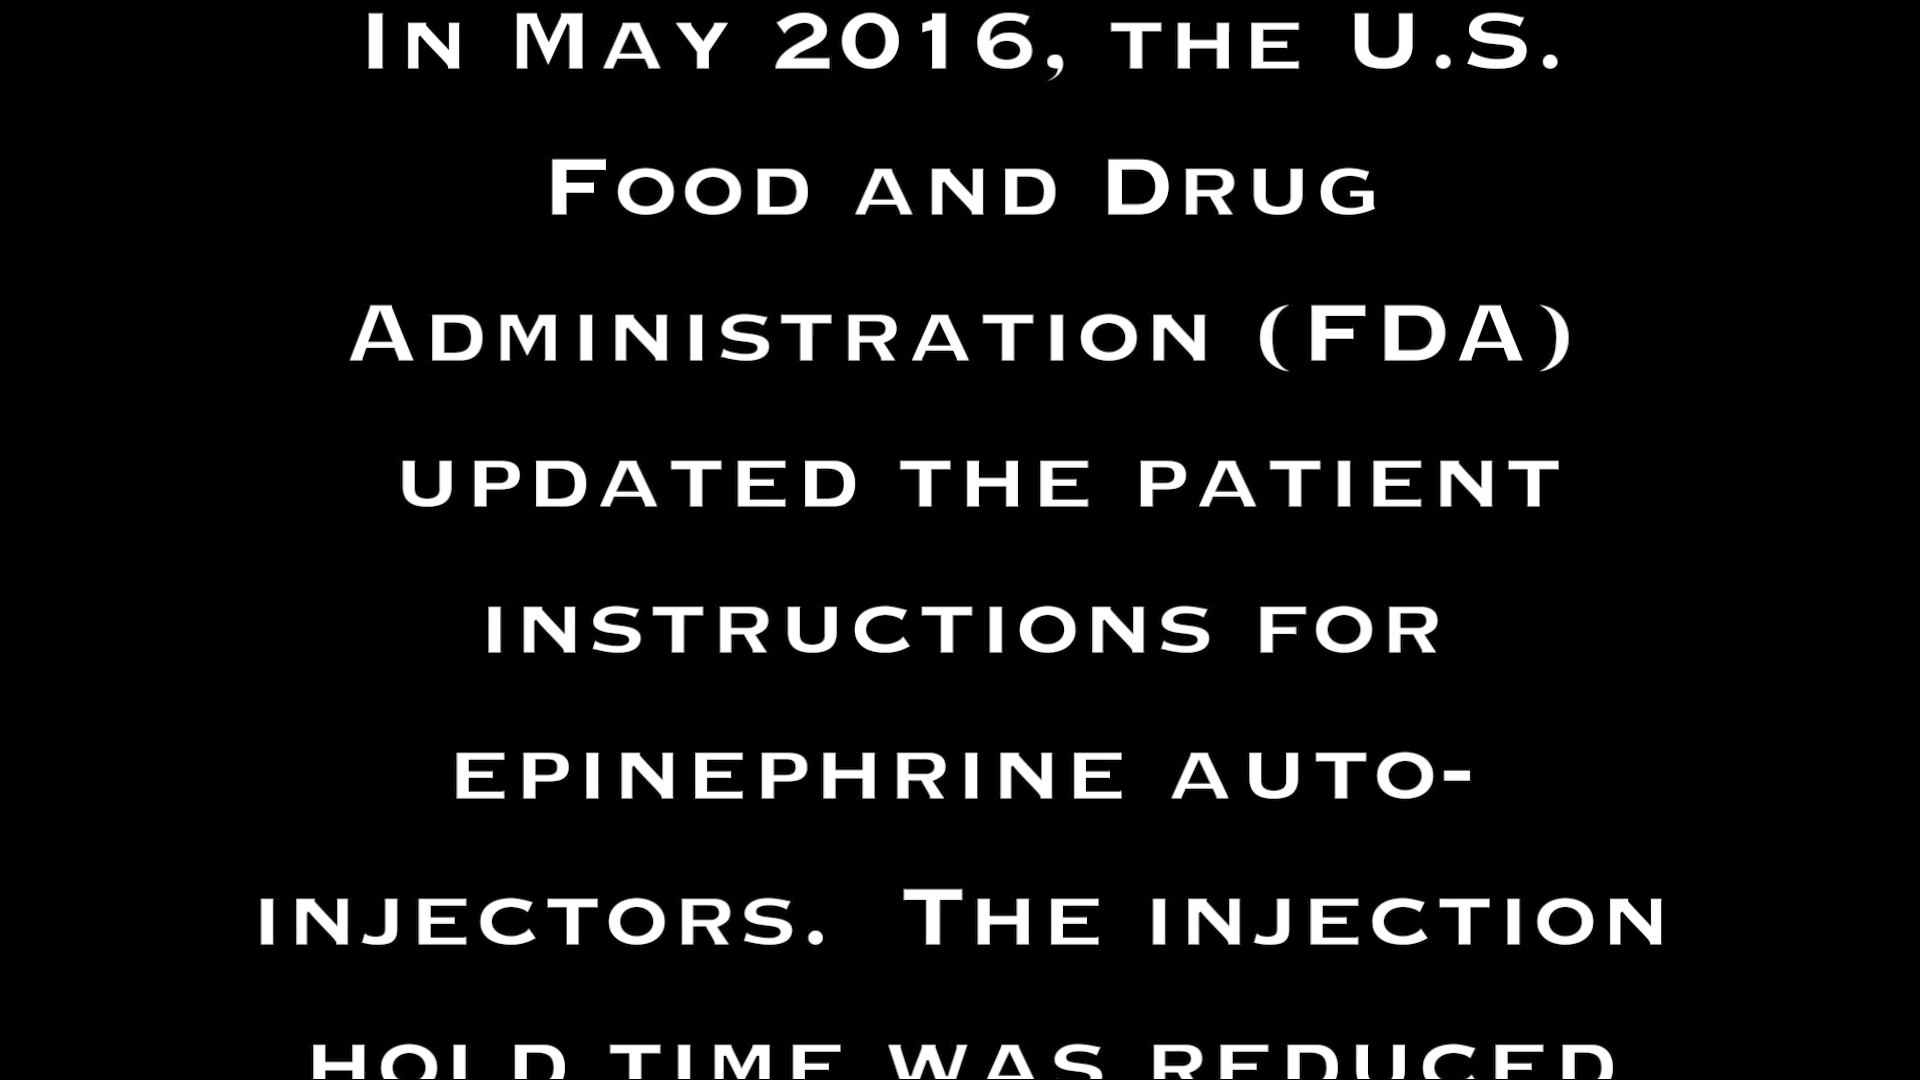 In May 2016, the U.S.
Food and Drug
Administration (FDA)
updated the patient
instructions for
epinephrine auto-
injectors.  The injection
hold time was reduced